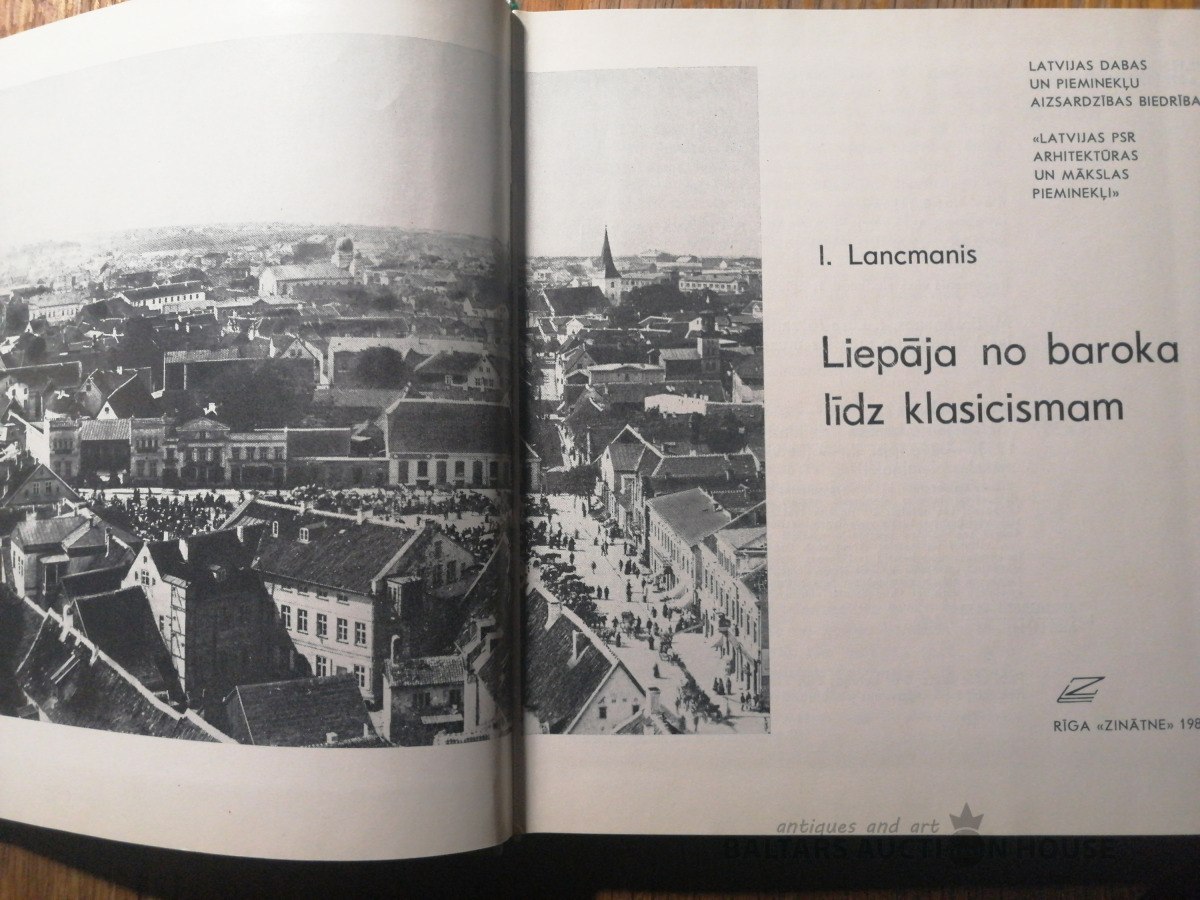 LATVIJAS DABAS
UN PIEMINEKĻU
AIZSARDZĪBAS BIEDRĪBA
«LATVIJAS PSR
ARHITEKTŪRAS
UN MĀKSLAS
PIEMINEKĻI»
I. Lancmanis
Liepāja no baroka
līdz klasicismam
RĪGA «ZINĀTNE» 198
antiques and art
BALTARS AUCTION HOUSE